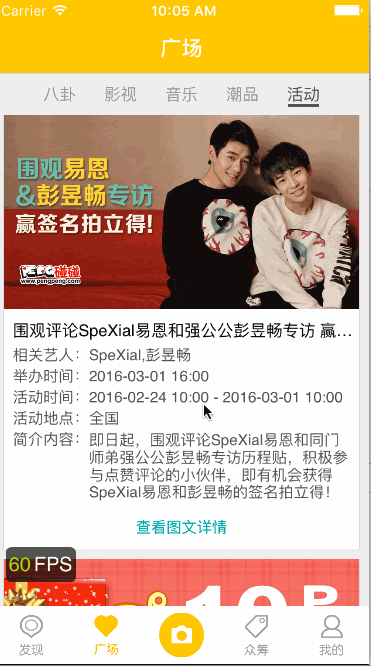 Carrier 10:05 AM
广场
八卦 影视 音乐 潮品 活动
围观易恩
&彭昱畅专访
赢签名拍立得!
PENG碰碰
www.pengpeng.com
围观评论SpeXial易恩和强公公彭昱畅专访 赢…
相关艺人：SpeXial,彭昱畅
举办时间：2016-03-01 16:00
活动时间：2016-02-24 10:00 - 2016-03-01 10:00
活动地点：全国
简介内容：即日起，围观评论SpeXial易恩和同门
师弟强公公彭昱畅专访历程贴，积极参
与点赞评论的小伙伴，即有机会获得
SpeXial易恩和彭昱畅的签名拍立得！
查看图文详情
60 FPS
发现 广场 众筹 我的